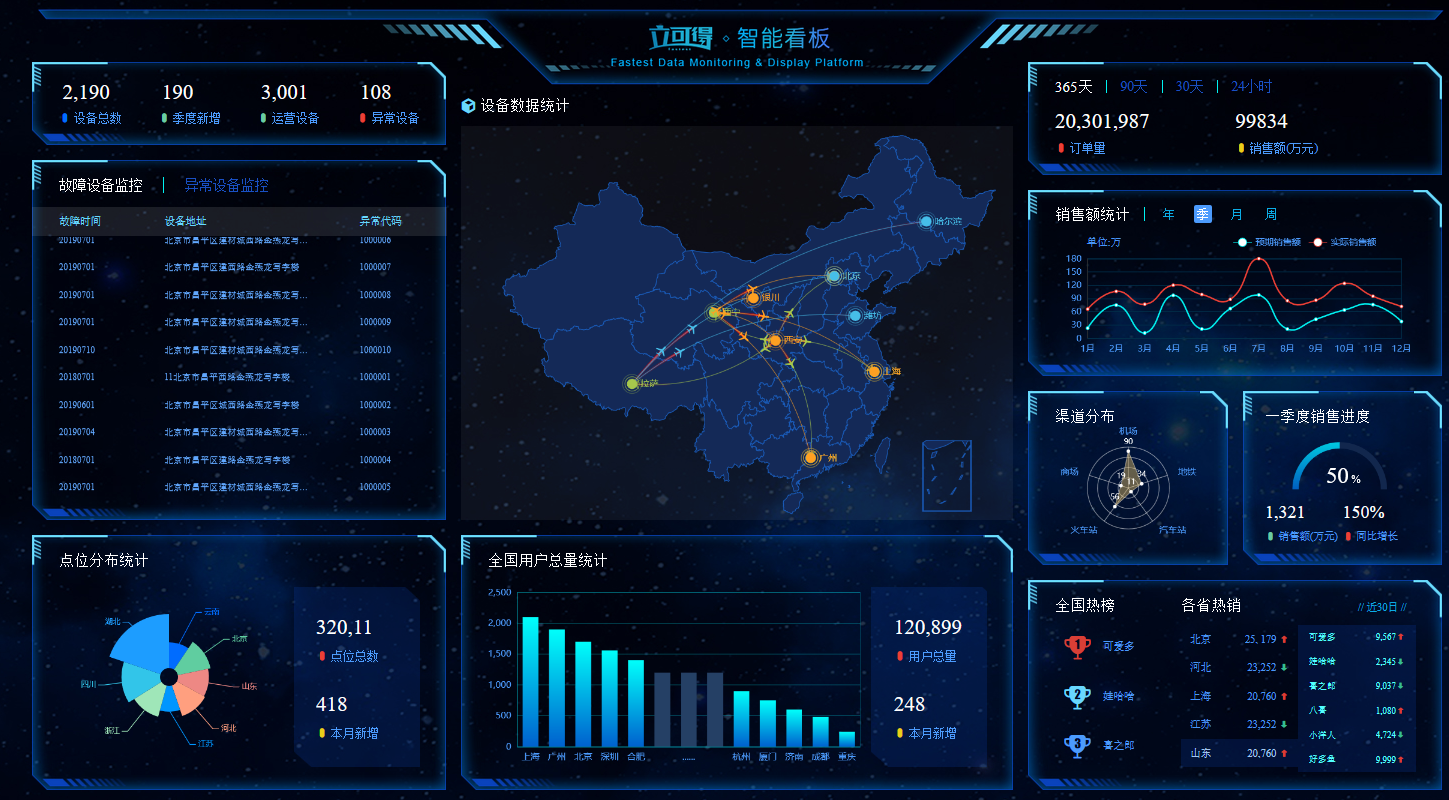 立可得 · 智能看板
Fastest Data Monitoring & Display Platform
2,190 190 3,001 108
设备总数 季度新增 运营设备 异常设备
故障设备监控 | 异常设备监控
故障时间 设备地址 异常代码
20190701 北京市昌平区建材城西路金燕龙写... 1000006
20190701 北京市昌平区建西路金燕龙写字楼 1000007
20190701 北京市昌平区建材城西路金燕龙写... 1000008
20190701 北京市昌平区建材城西路金燕龙写... 1000009
20190710 北京市昌平区建材城西路金燕龙写... 1000010
20180701 11北京市昌平西路金燕龙写字楼 1000001
20190601 北京市昌平区城西路金燕龙写字楼 1000002
20190704 北京市昌平区建材城西路金燕龙写... 1000003
20180701 北京市昌平区建路金燕龙写字楼 1000004
20190701 北京市昌平区建材城西路金燕龙写... 1000005
点位分布统计
云南
北京
山东
河北
江苏
浙江
四川
湖北
320,11
点位总数
418
本月新增
设备数据统计
哈尔滨
北京
银川
西宁
潍坊
西安
上海
拉萨
广州
全国用户总量统计
2,500
2,000
1,500
1,000
500
0
上海 广州 北京 深圳 合肥 ...... 杭州 厦门 济南 成都 重庆
120,899
用户总量
248
本月新增
365天 | 90天 | 30天 | 24小时
20,301,987 99834
订单量 销售额(万元)
销售额统计 | 年 季 月 周
单位:万 预期销售额 实际销售额
180
150
120
90
60
30
0
1月 2月 3月 4月 5月 6月 7月 8月 9月 10月 11月 12月
渠道分布
机场
90
商场 地铁
19 34
11
56
火车站 汽车站
一季度销售进度
50 %
1,321 150%
销售额(万元) 同比增长
全国热榜
1 可爱多
2 娃哈哈
3 喜之郎
各省热销 // 近30日 //
北京 25,179
河北 23,252
上海 20,760
江苏 23,252
山东 20,760
可爱多 9,567
娃哈哈 2,345
喜之郎 9,037
八喜 1,080
小洋人 4,724
好多鱼 9,999